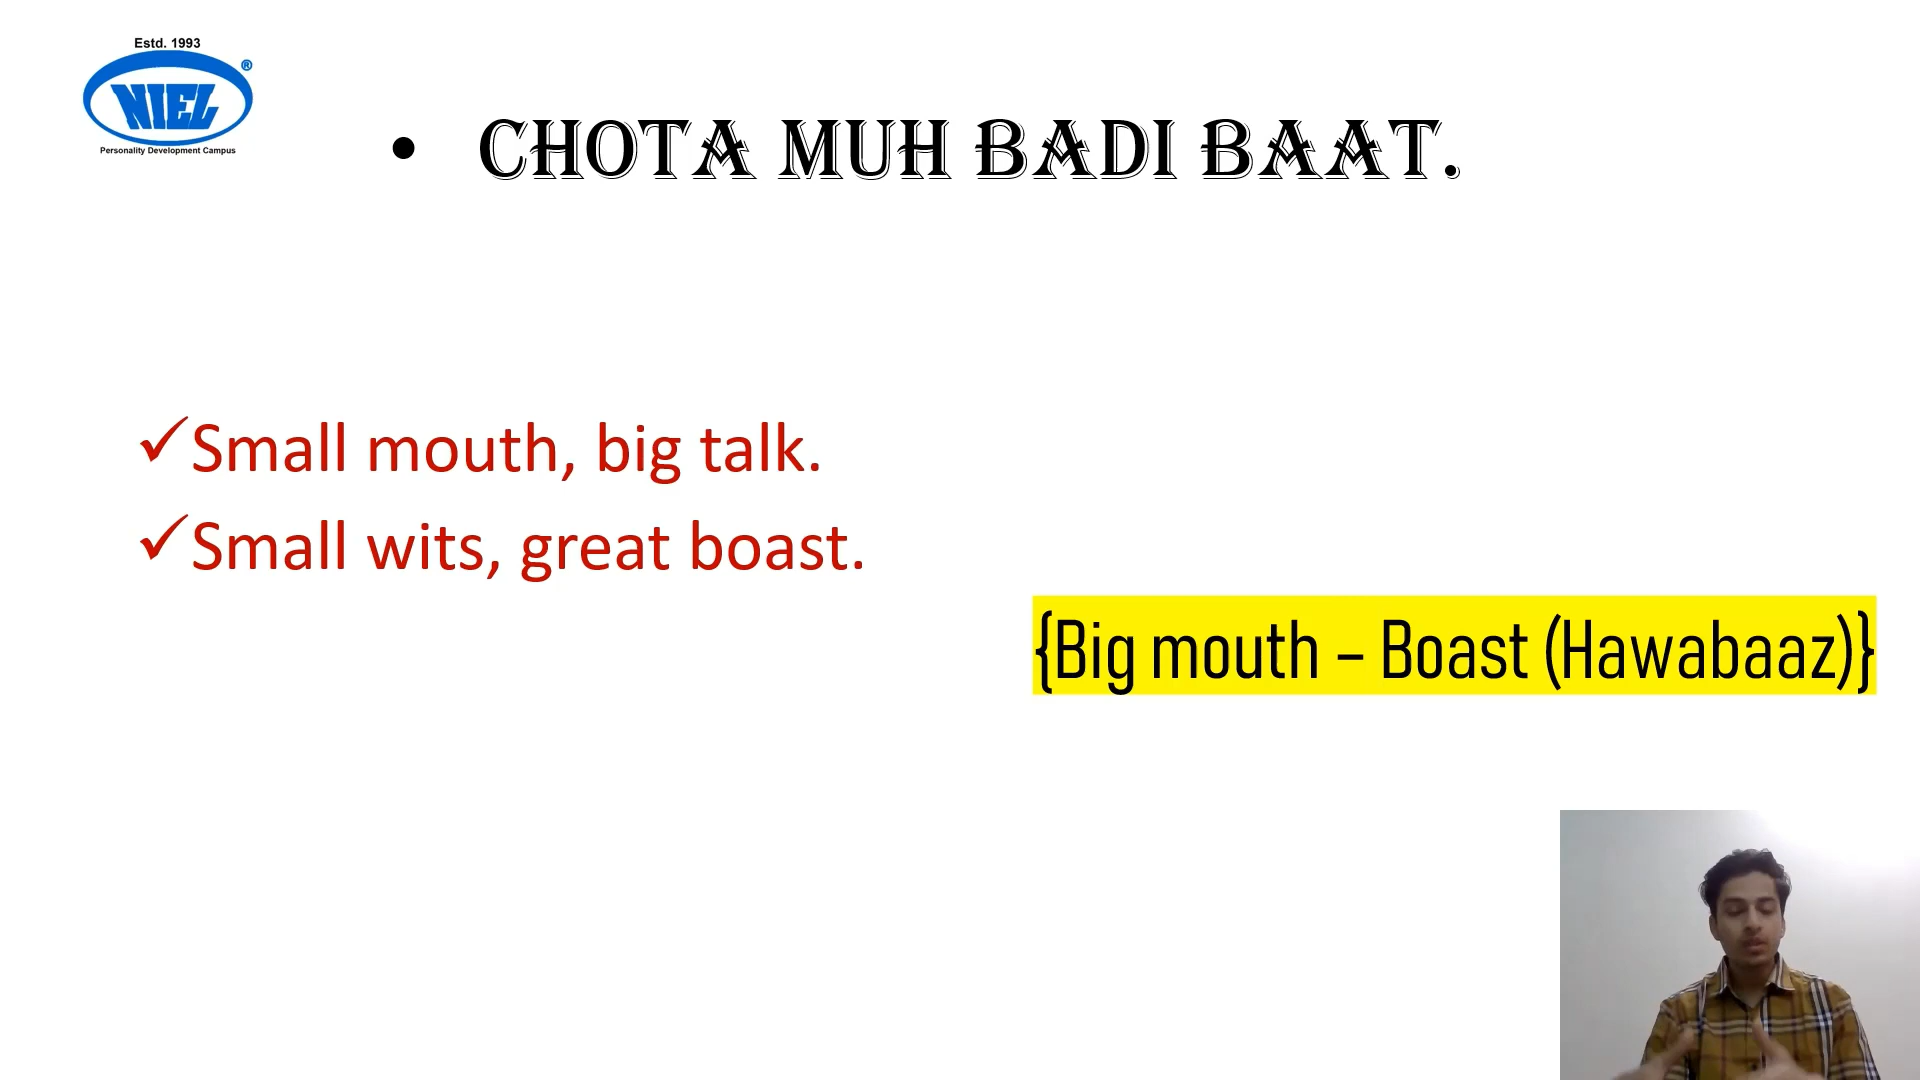 Estd. 1993
NIEL®
Personality Development Campus
• CHOTA MUH BADI BAAT.
✓Small mouth, big talk.
✓Small wits, great boast.
{Big mouth – Boast (Hawabaaz)}